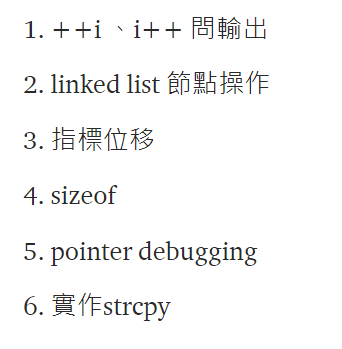 1. ++i 、i++ 問輸出
2. linked list 節點操作
3. 指標位移
4. sizeof
5. pointer debugging
6. 實作strcpy